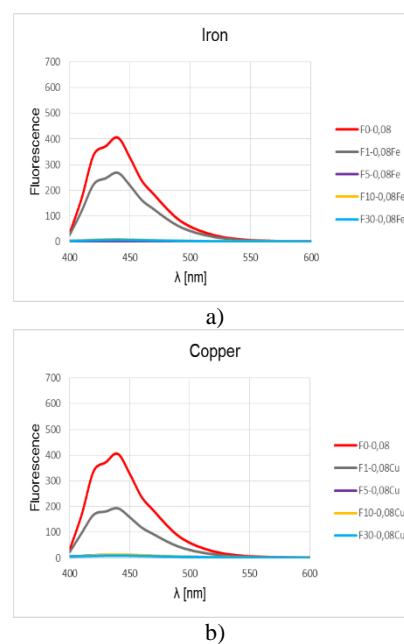 Iron
700
600
500
400
300
200
100
0
Fluorescence
400 450 500 550 600
λ [nm]
F0-0,08
F1-0,08Fe
F5-0,08Fe
F10-0,08Fe
F30-0,08Fe
a)
Copper
700
600
500
400
300
200
100
0
Fluorescence
400 450 500 550 600
λ [nm]
F0-0,08
F1-0,08Cu
F5-0,08Cu
F10-0,08Cu
F30-0,08Cu
b)